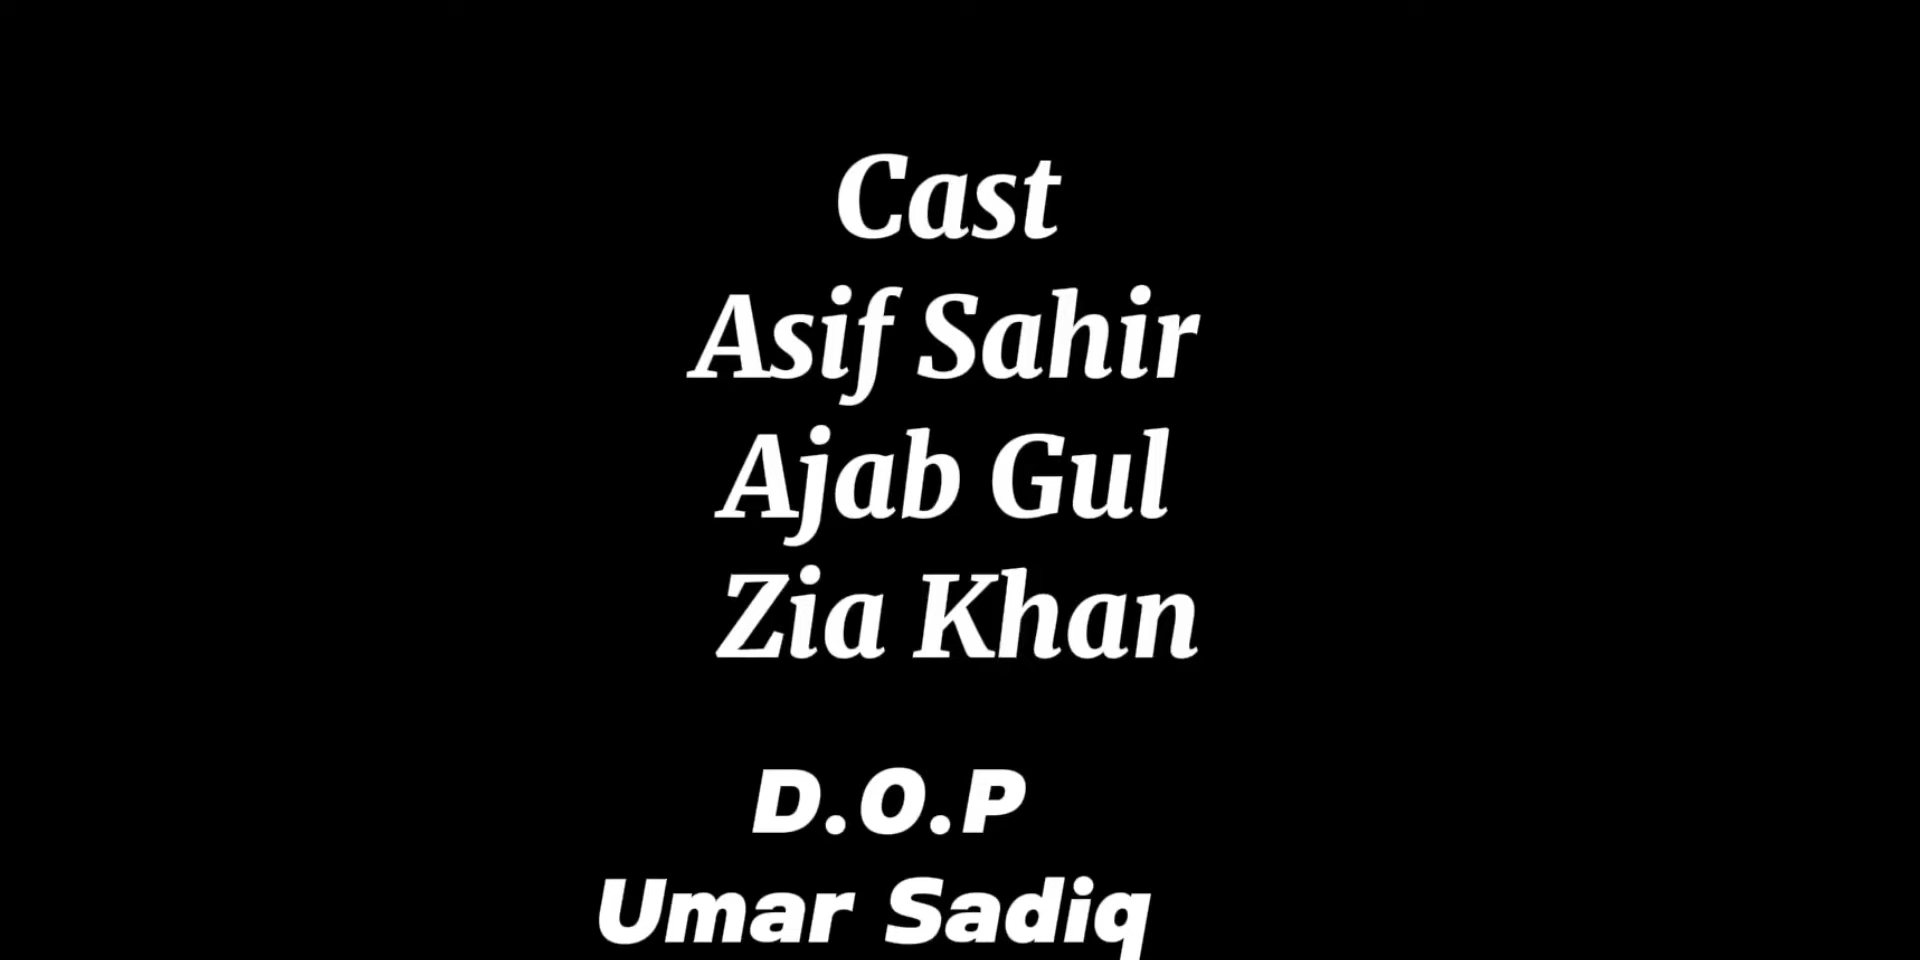 Cast
Asif Sahir
Ajab Gul
Zia Khan
D.O.P
Umar Sadiq